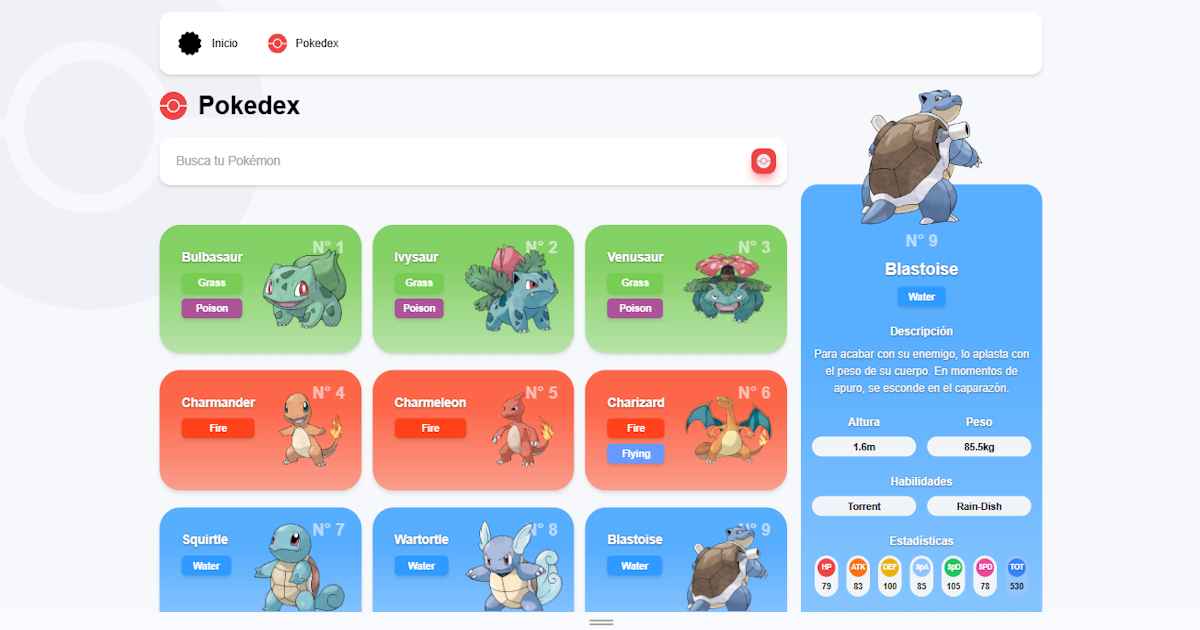 Inicio
Pokedex
Pokedex
Busca tu Pokémon
N° 1
Bulbasaur
Grass
Poison
N° 2
Ivysaur
Grass
Poison
N° 3
Venusaur
Grass
Poison
N° 4
Charmander
Fire
N° 5
Charmeleon
Fire
N° 6
Charizard
Fire
Flying
N° 7
Squirtle
Water
N° 8
Wartortle
Water
N° 9
Blastoise
Water
N° 9
Blastoise
Water
Descripción
Para acabar con su enemigo, lo aplasta con
el peso de su cuerpo. En momentos de
apuro, se esconde en el caparazón.
Altura Peso
1.6m 85.5kg
Habilidades
Torrent Rain-Dish
Estadísticas
HP ATK DEF SpA SpD SPD TOT
79 83 100 85 105 78 530